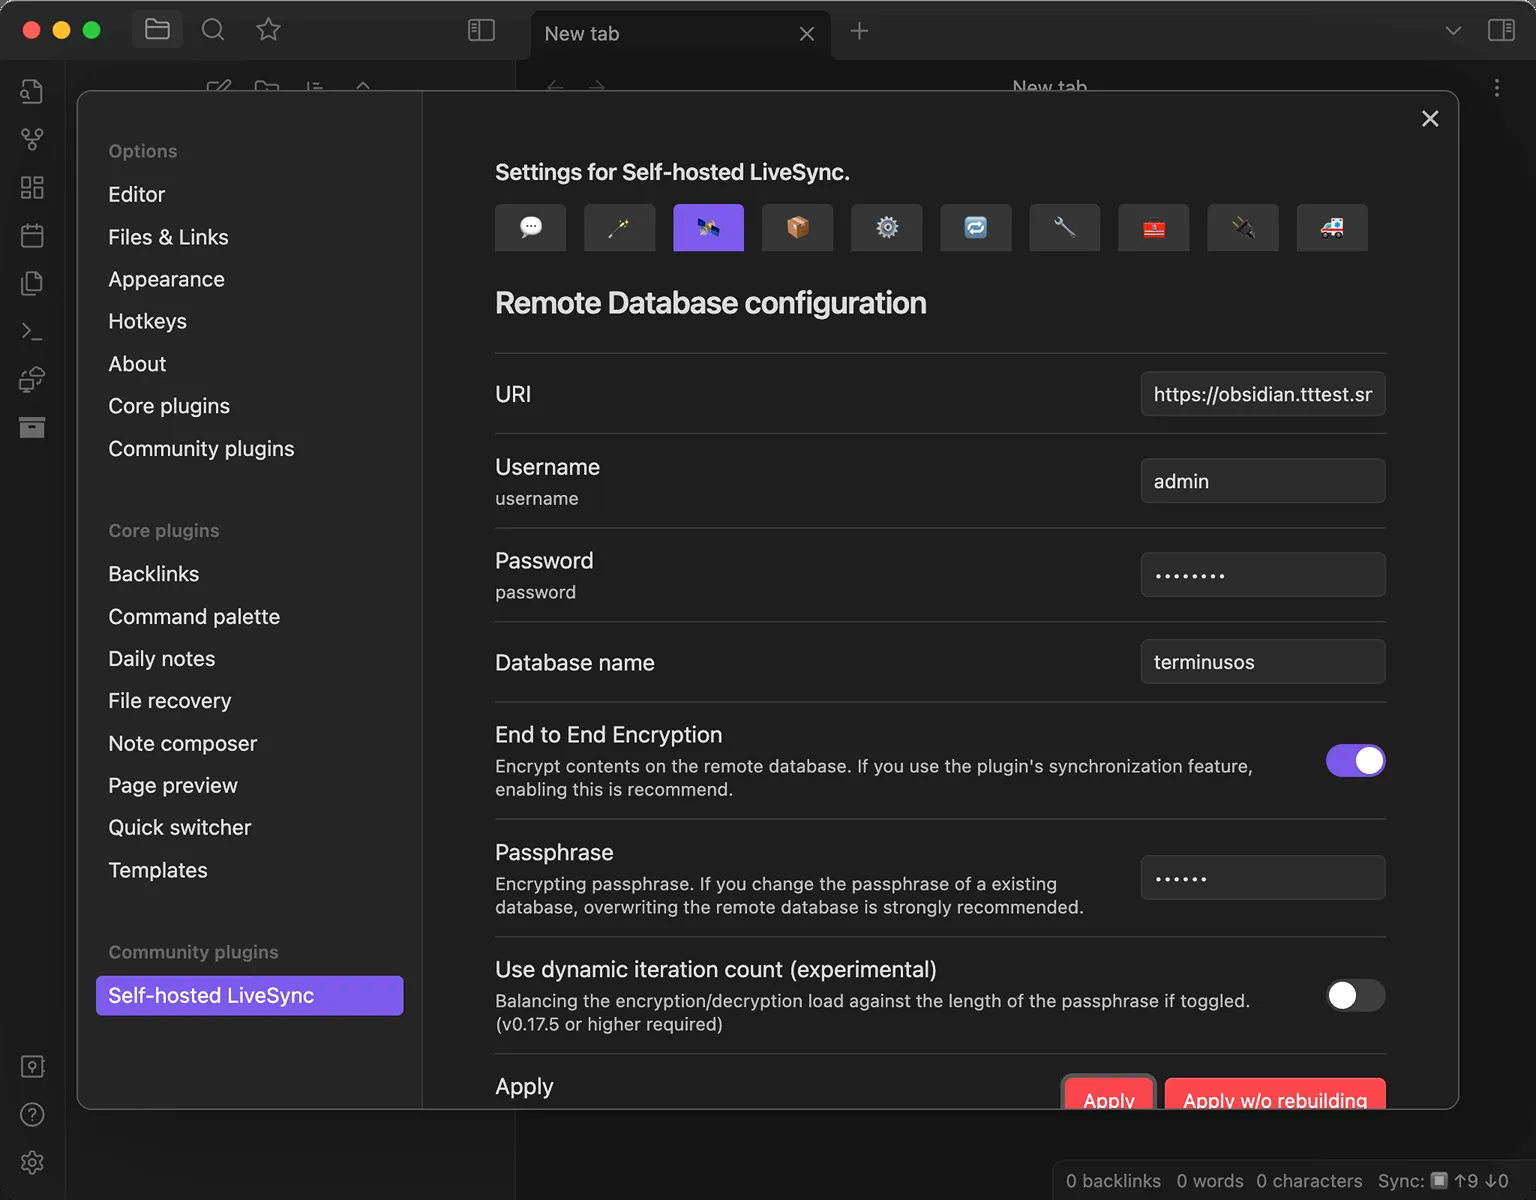 New tab
New tab
Options
Editor
Files & Links
Appearance
Hotkeys
About
Core plugins
Community plugins
Core plugins
Backlinks
Command palette
Daily notes
File recovery
Note composer
Page preview
Quick switcher
Templates
Community plugins
Self-hosted LiveSync
Settings for Self-hosted LiveSync.
Remote Database configuration
URI
https://obsidian.tttest.sr
Username
username
admin
Password
password
••••••••
Database name
terminusos
End to End Encryption
Encrypt contents on the remote database. If you use the plugin's synchronization feature,
enabling this is recommend.
Passphrase
Encrypting passphrase. If you change the passphrase of a existing
database, overwriting the remote database is strongly recommended.
••••••
Use dynamic iteration count (experimental)
Balancing the encryption/decryption load against the length of the passphrase if toggled.
(v0.17.5 or higher required)
Apply
Apply
Apply w/o rebuilding
0 backlinks 0 words 0 characters Sync: ↑9 ↓0